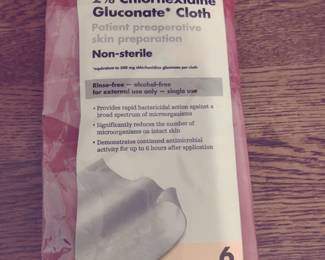 2% Chlorhexidine
Gluconate* Cloth
Patient preoperative
skin preparation
Non-sterile
*equivalent to 500 mg chlorhexidine gluconate per cloth
Rinse-free — alcohol-free
for external use only — single use
• Provides rapid bactericidal action against a
broad spectrum of microorganisms
• Significantly reduces the number of
microorganisms on intact skin
• Demonstrates continued antimicrobial
activity for up to 6 hours after application
6